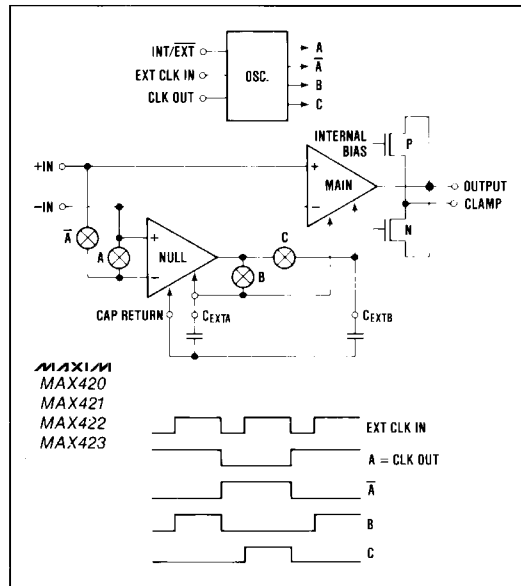 INT/EXT
EXT CLK IN
CLK OUT
OSC.
A
A̅
B
C
INTERNAL
BIAS
P
+IN
−IN
+
−
MAIN
OUTPUT
CLAMP
N
A̅
A
+
−
NULL
C
B
CAP RETURN
CEXTA
CEXTB
MAXIM
MAX420
MAX421
MAX422
MAX423
EXT CLK IN
A = CLK OUT
A̅
B
C